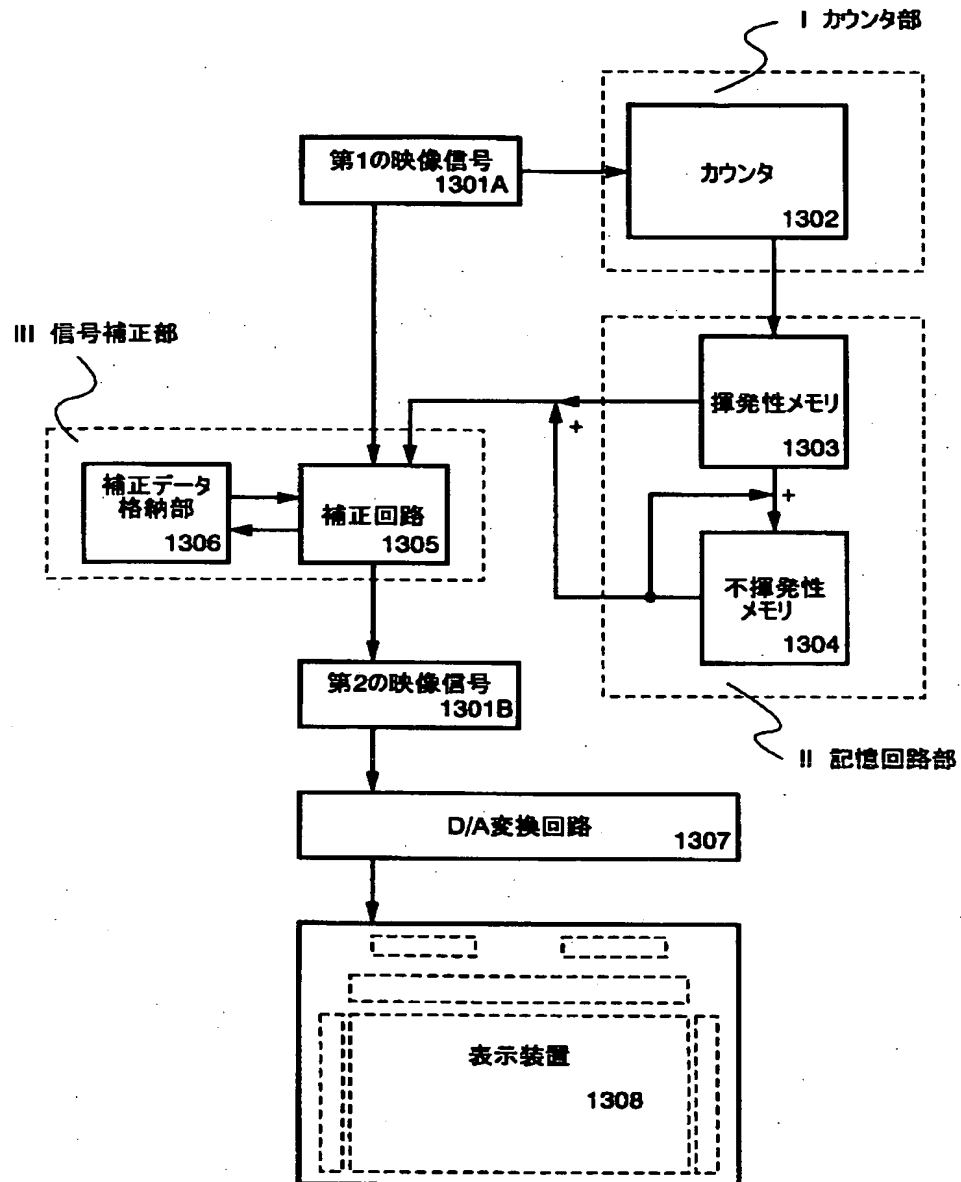 I カウンタ部
第1の映像信号
1301A
カウンタ
1302
III 信号補正部
揮発性メモリ
1303
+
+
補正データ
格納部
1306
補正回路
1305
不揮発性
メモリ
1304
第2の映像信号
1301B
II 記憶回路部
D/A変換回路
1307
表示装置
1308